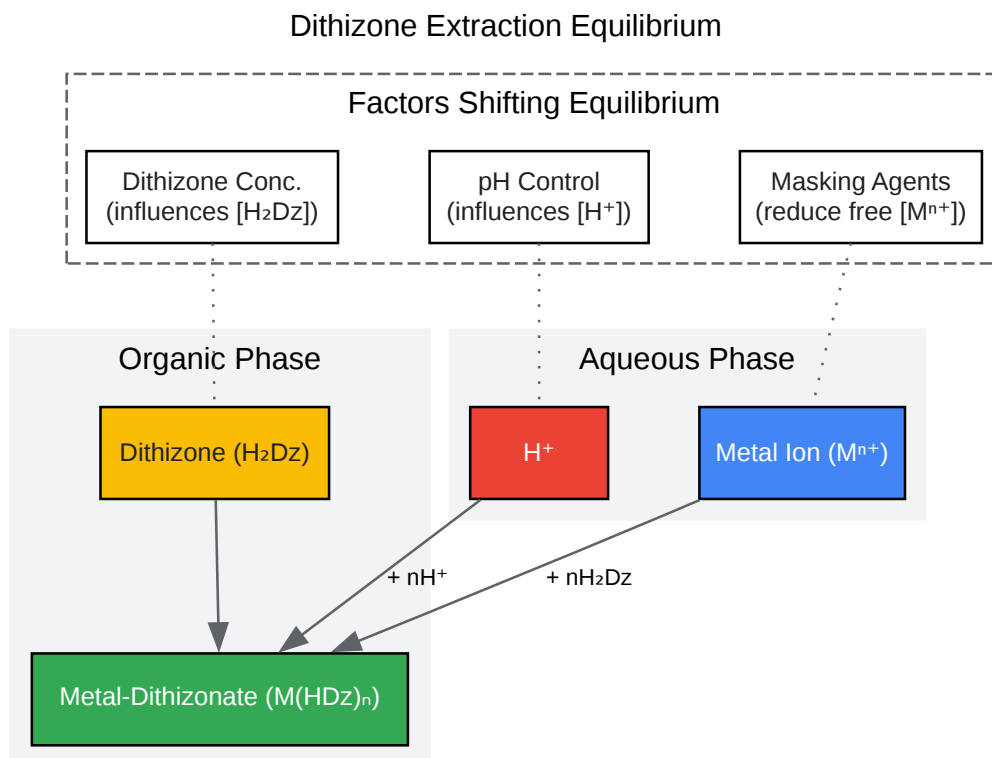 Dithizone Extraction Equilibrium
Factors Shifting Equilibrium
Dithizone Conc.
(influences [H₂Dz])
pH Control
(influences [H⁺])
Masking Agents
(reduce free [Mⁿ⁺])
Organic Phase
Aqueous Phase
Dithizone (H₂Dz)
H⁺
Metal Ion (Mⁿ⁺)
+ nH⁺
+ nH₂Dz
Metal-Dithizonate (M(HDz)ₙ)